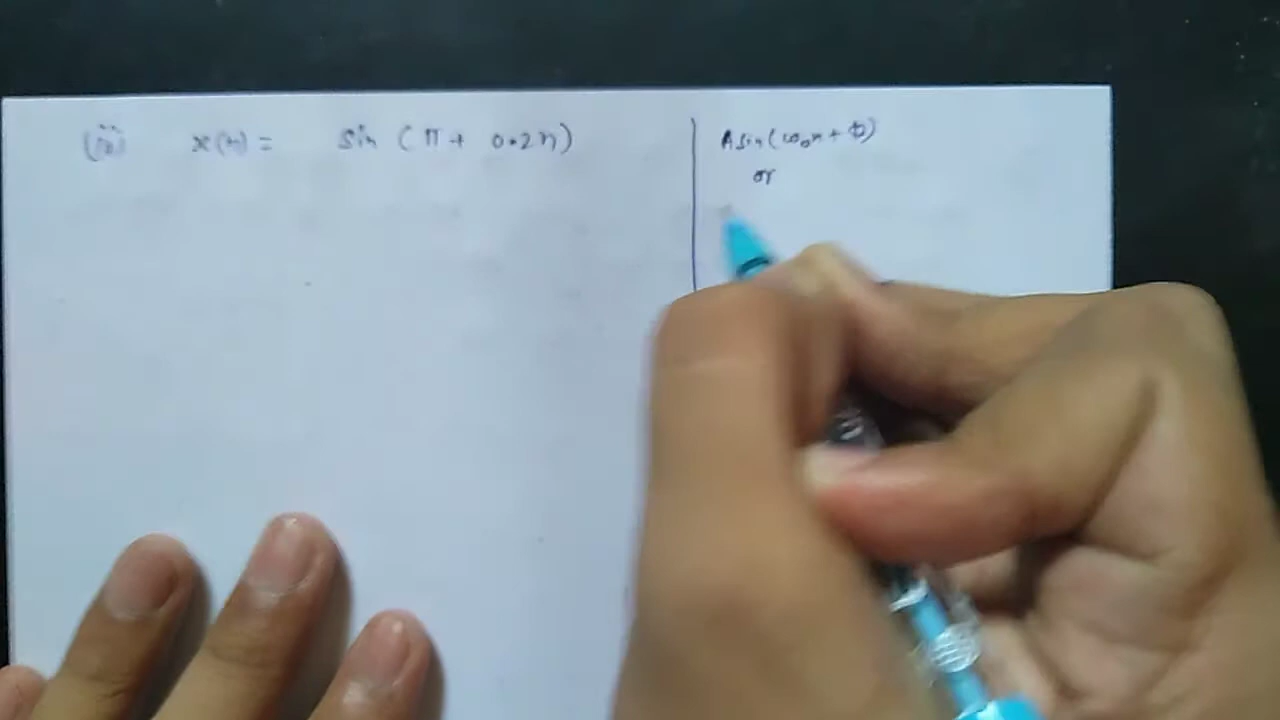 (ii) x(n) = sin (π + 0.2n)
A sin(ω₀n + Φ)
or